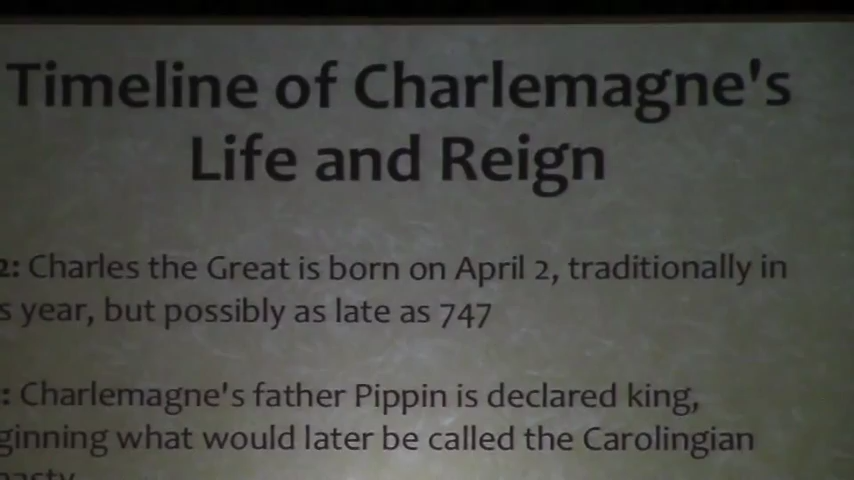 Timeline of Charlemagne's
Life and Reign
2: Charles the Great is born on April 2, traditionally in
s year, but possibly as late as 747
: Charlemagne's father Pippin is declared king,
ginning what would later be called the Carolingian